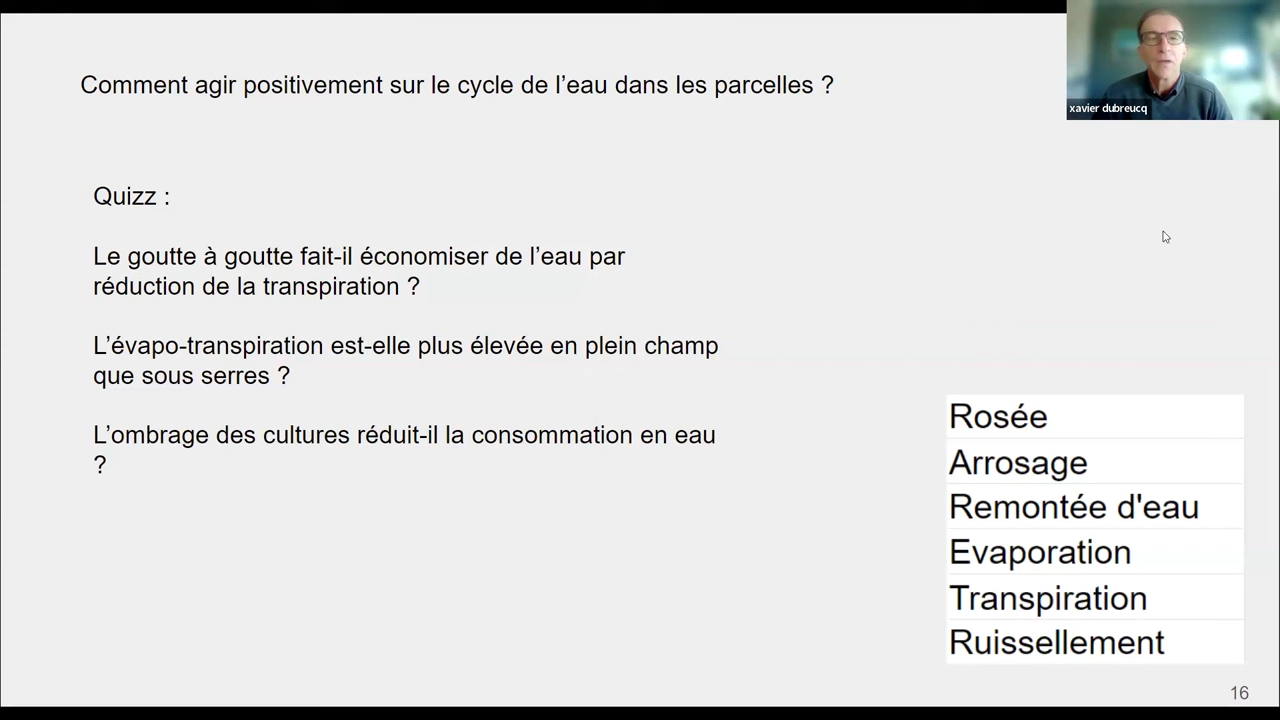 Comment agir positivement sur le cycle de l’eau dans les parcelles ?
xavier dubreucq
Quizz :
Le goutte à goutte fait-il économiser de l’eau par
réduction de la transpiration ?
L’évapo-transpiration est-elle plus élevée en plein champ
que sous serres ?
L’ombrage des cultures réduit-il la consommation en eau
?
Rosée
Arrosage
Remontée d'eau
Evaporation
Transpiration
Ruissellement
16